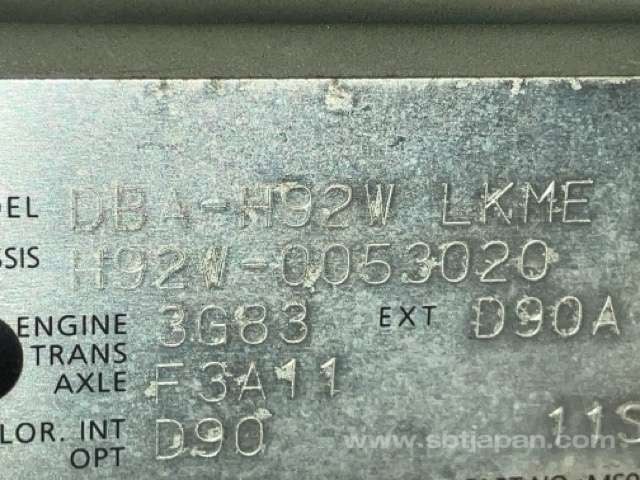 DEL DBA-H92W LKME
SSIS H92W-0053020
ENGINE 3G83 EXT D90A
TRANS
AXLE F3A11
LOR. INT D90 11S
OPT
www.sbtjapan.com